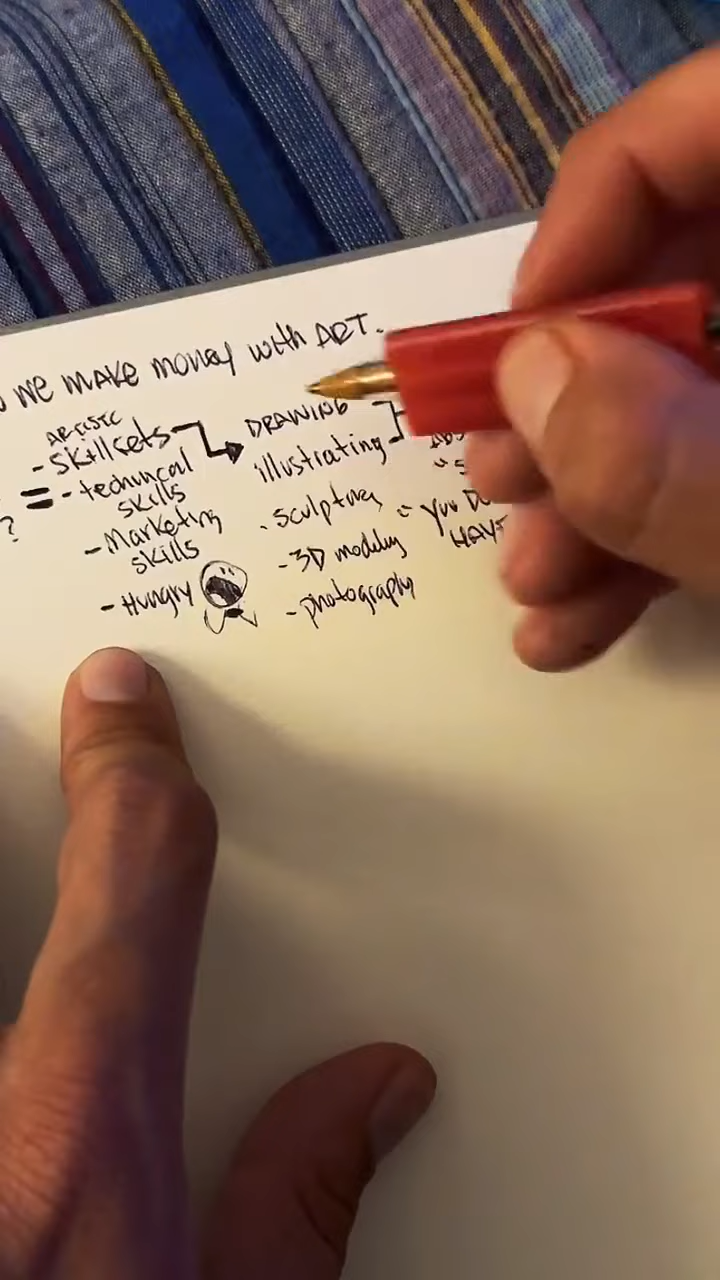 WE MAKE MONEY WITH ART.
ARTISTIC
- Skillsets
= - technical
skills
?
- Marketing
skills
- Hungry
DRAWING
illustrating
- Sculpting
- 3D modeling
- photography
YOU
HAVE